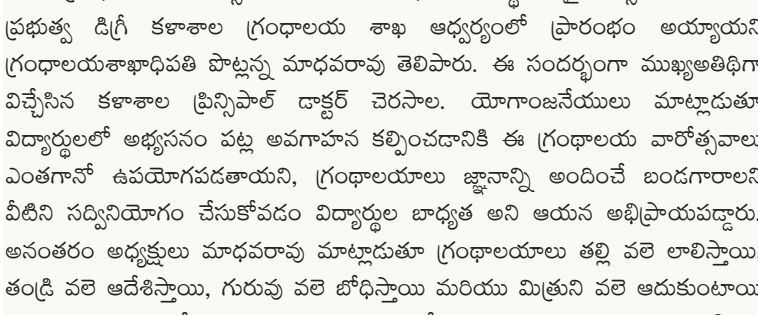 ప్రభుత్వ డిగ్రీ కళాశాల గ్రంధాలయ శాఖ ఆధ్వర్యంలో ప్రారంభం అయ్యాయని
గ్రంధాలయశాఖాధిపతి పొట్లన్న మాధవరావు తెలిపారు. ఈ సందర్భంగా ముఖ్యఅతిథిగా
విచ్చేసిన కళాశాల ప్రిన్సిపాల్ డాక్టర్ చెరసాల. యోగాంజనేయులు మాట్లాడుతూ
విద్యార్థులలో అభ్యసనం పట్ల అవగాహన కల్పించడానికి ఈ గ్రంథాలయ వారోత్సవాలు
ఎంతగానో ఉపయోగపడతాయని, గ్రంథాలయాలు జ్ఞానాన్ని అందించే బండగారాలని
వీటిని సద్వినియోగం చేసుకోవడం విద్యార్థుల బాధ్యత అని ఆయన అభిప్రాయపడ్డారు.
అనంతరం అధ్యక్షులు మాధవరావు మాట్లాడుతూ గ్రంథాలయాలు తల్లి వలె లాలిస్తాయి,
తండ్రి వలె ఆదేశిస్తాయి, గురువు వలె బోధిస్తాయి మరియు మిత్రుని వలె ఆదుకుంటాయి